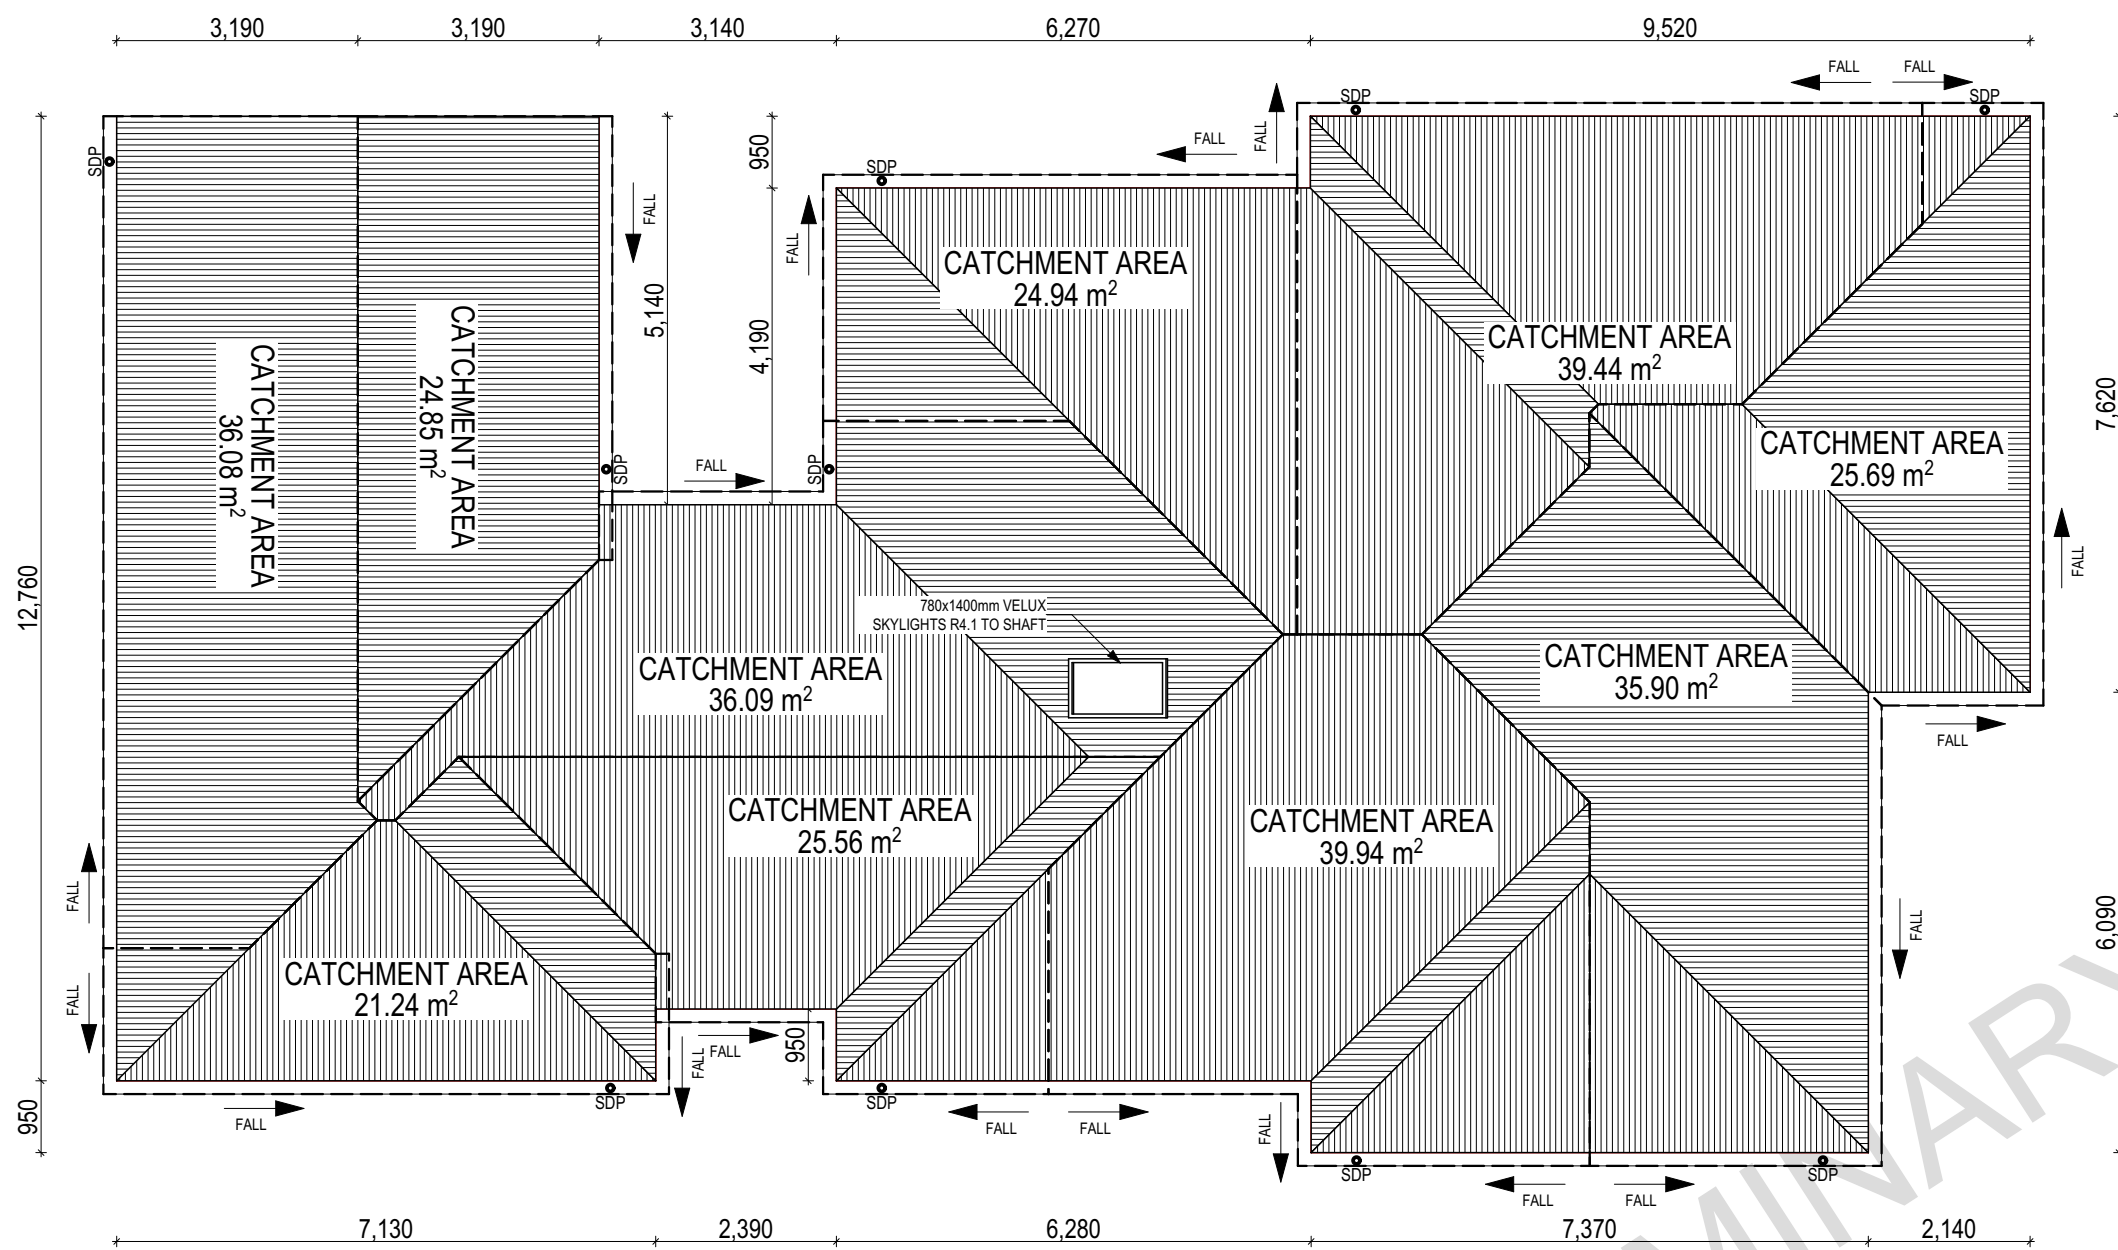 3,190
3,190
3,140
6,270
9,520
FALL
FALL
SDP
SDP
FALL
FALL
950
SDP
SDP
FALL
FALL
CATCHMENT AREA
24.94 m²
5,140
4,190
CATCHMENT AREA
36.08 m²
CATCHMENT AREA
24.85 m²
CATCHMENT AREA
39.44 m²
7,620
CATCHMENT AREA
25.69 m²
FALL
SDP
SDP
FALL
12,760
780x1400mm VELUX
SKYLIGHTS R4.1 TO SHAFT
CATCHMENT AREA
36.09 m²
CATCHMENT AREA
35.90 m²
FALL
CATCHMENT AREA
25.56 m²
CATCHMENT AREA
39.94 m²
FALL
FALL
6,090
CATCHMENT AREA
21.24 m²
FALL
FALL
FALL
950
950
FALL
SDP
SDP
FALL
FALL
FALL
SDP
SDP
FALL
FALL
7,130
2,390
6,280
7,370
2,140
MINARY